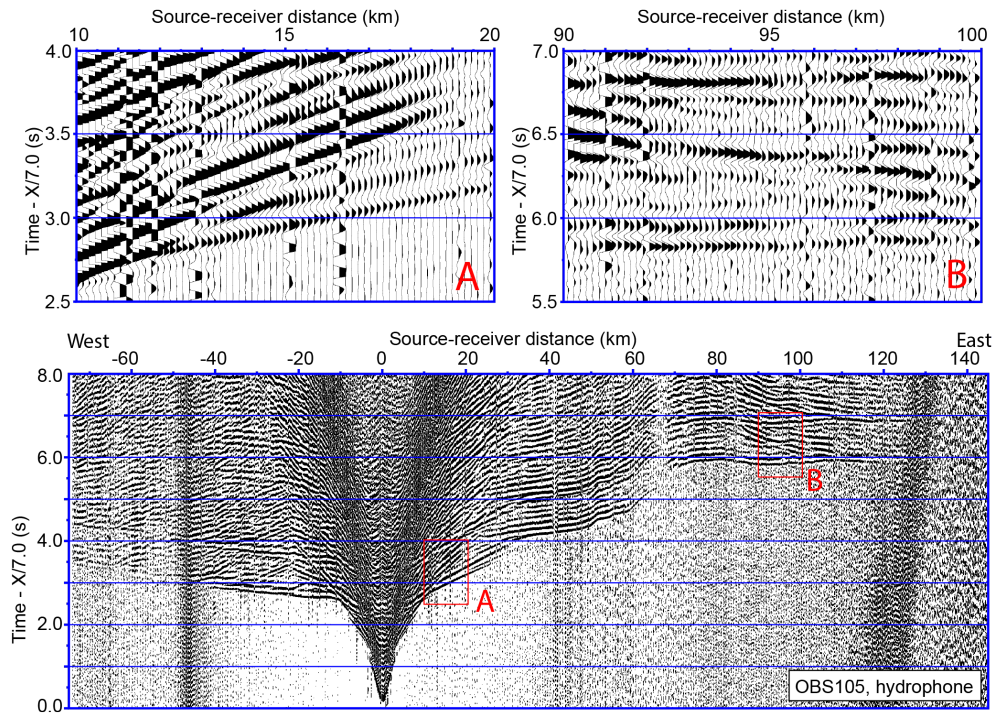 Source-receiver distance (km)
10 15 20
4.0
3.5
3.0
2.5
Time - X/7.0 (s)
A
Source-receiver distance (km)
90 95 100
7.0
6.5
6.0
5.5
Time - X/7.0 (s)
B
West Source-receiver distance (km) East
-60 -40 -20 0 20 40 60 80 100 120 140
8.0
6.0
4.0
2.0
0.0
Time - X/7.0 (s)
B
A
OBS105, hydrophone